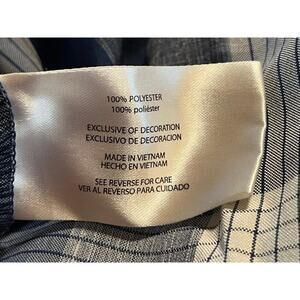 100% POLYESTER
100% poliéster
EXCLUSIVE OF DECORATION
EXCLUSIVO DE DECORACION
MADE IN VIETNAM
HECHO EN VIETNAM
SEE REVERSE FOR CARE
VER AL REVERSO PARA CUIDADO